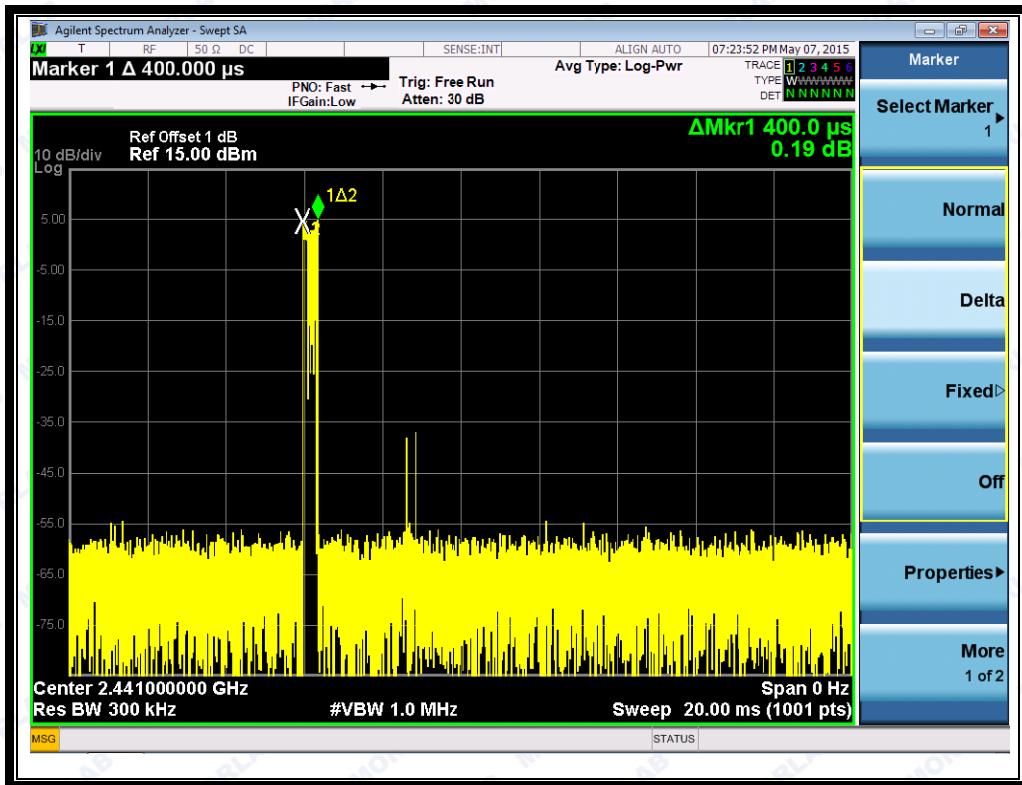 Agilent Spectrum Analyzer - Swept SA
LXI T RF 50 Ω DC SENSE:INT ALIGN AUTO 07:23:52 PM May 07, 2015
Marker 1 Δ 400.000 µs
PNO: Fast
IFGain:Low
Trig: Free Run
Atten: 30 dB
Avg Type: Log-Pwr
TRACE 1 2 3 4 5 6
TYPE WWWWWW
DET N N N N N N
Ref Offset 1 dB
Ref 15.00 dBm
10 dB/div
Log
ΔMkr1 400.0 µs
0.19 dB
1Δ2
2
5.00
-5.00
-15.0
-25.0
-35.0
-45.0
-55.0
-65.0
-75.0
Center 2.441000000 GHz Span 0 Hz
Res BW 300 kHz #VBW 1.0 MHz Sweep 20.00 ms (1001 pts)
MSG STATUS
Marker
Select Marker
1
Normal
Delta
Fixed
Off
Properties
More
1 of 2